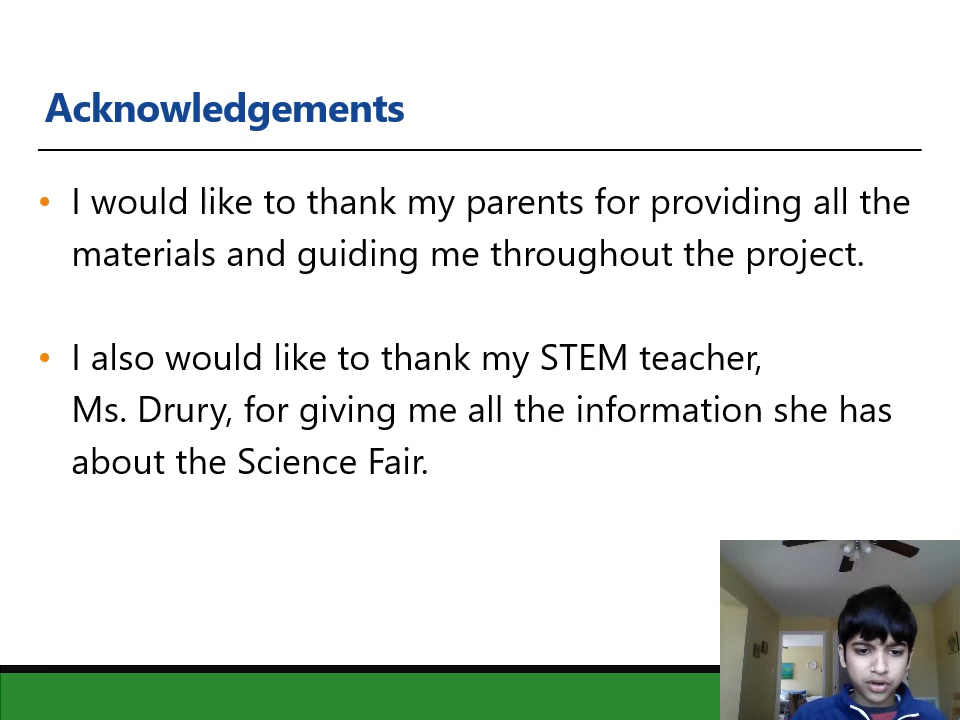 Acknowledgements
• I would like to thank my parents for providing all the
materials and guiding me throughout the project.
• I also would like to thank my STEM teacher,
Ms. Drury, for giving me all the information she has
about the Science Fair.